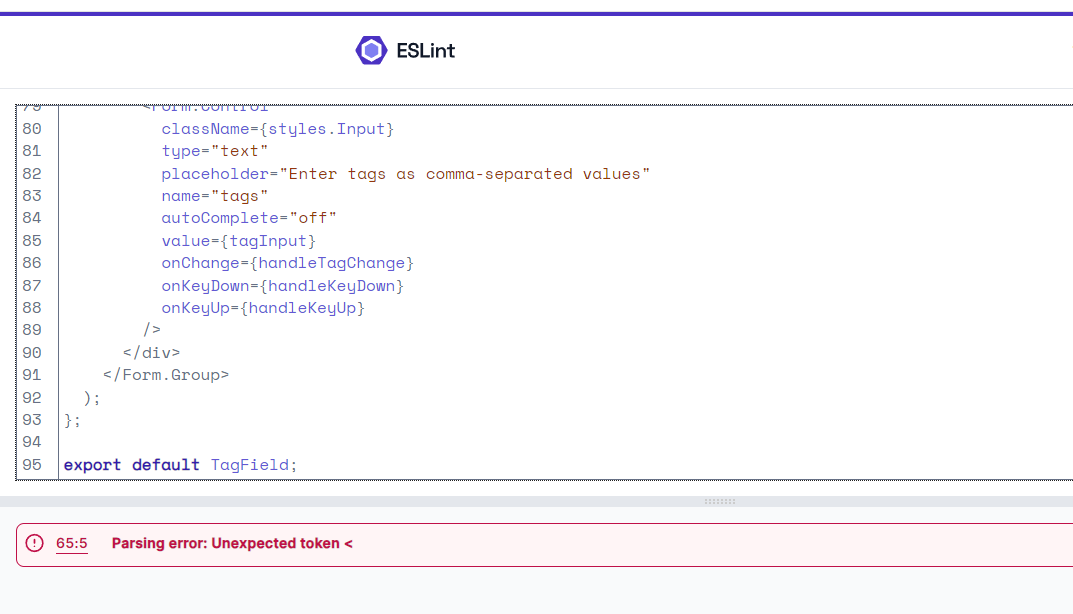 ESLint
79 <Form.Control
80 className={styles.Input}
81 type="text"
82 placeholder="Enter tags as comma-separated values"
83 name="tags"
84 autoComplete="off"
85 value={tagInput}
86 onChange={handleTagChange}
87 onKeyDown={handleKeyDown}
88 onKeyUp={handleKeyUp}
89 />
90 </div>
91 </Form.Group>
92 );
93 };
94
95 export default TagField;
65:5 Parsing error: Unexpected token <